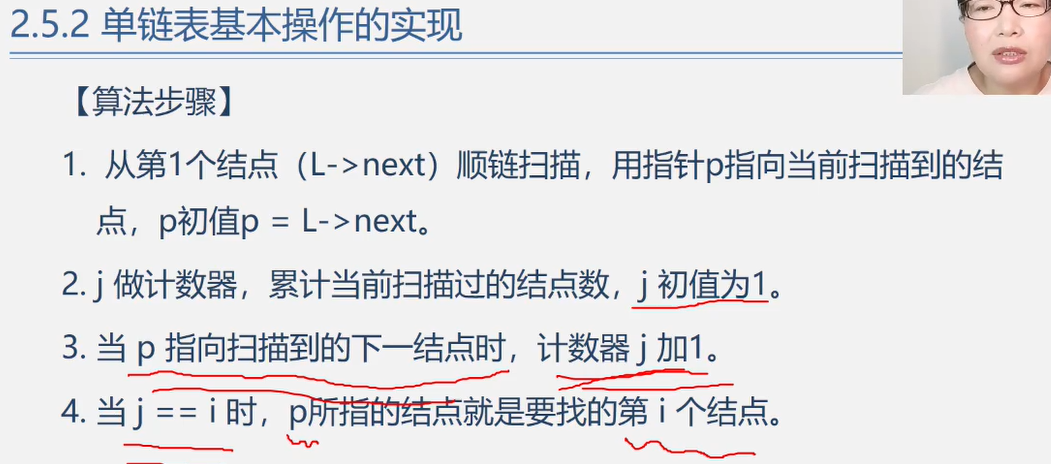 2.5.2 单链表基本操作的实现
【算法步骤】
1. 从第1个结点（L->next）顺链扫描，用指针p指向当前扫描到的结
点，p初值p = L->next。
2. j 做计数器，累计当前扫描过的结点数，j 初值为1。
3. 当 p 指向扫描到的下一结点时，计数器 j 加1。
4. 当 j == i 时，p所指的结点就是要找的第 i 个结点。